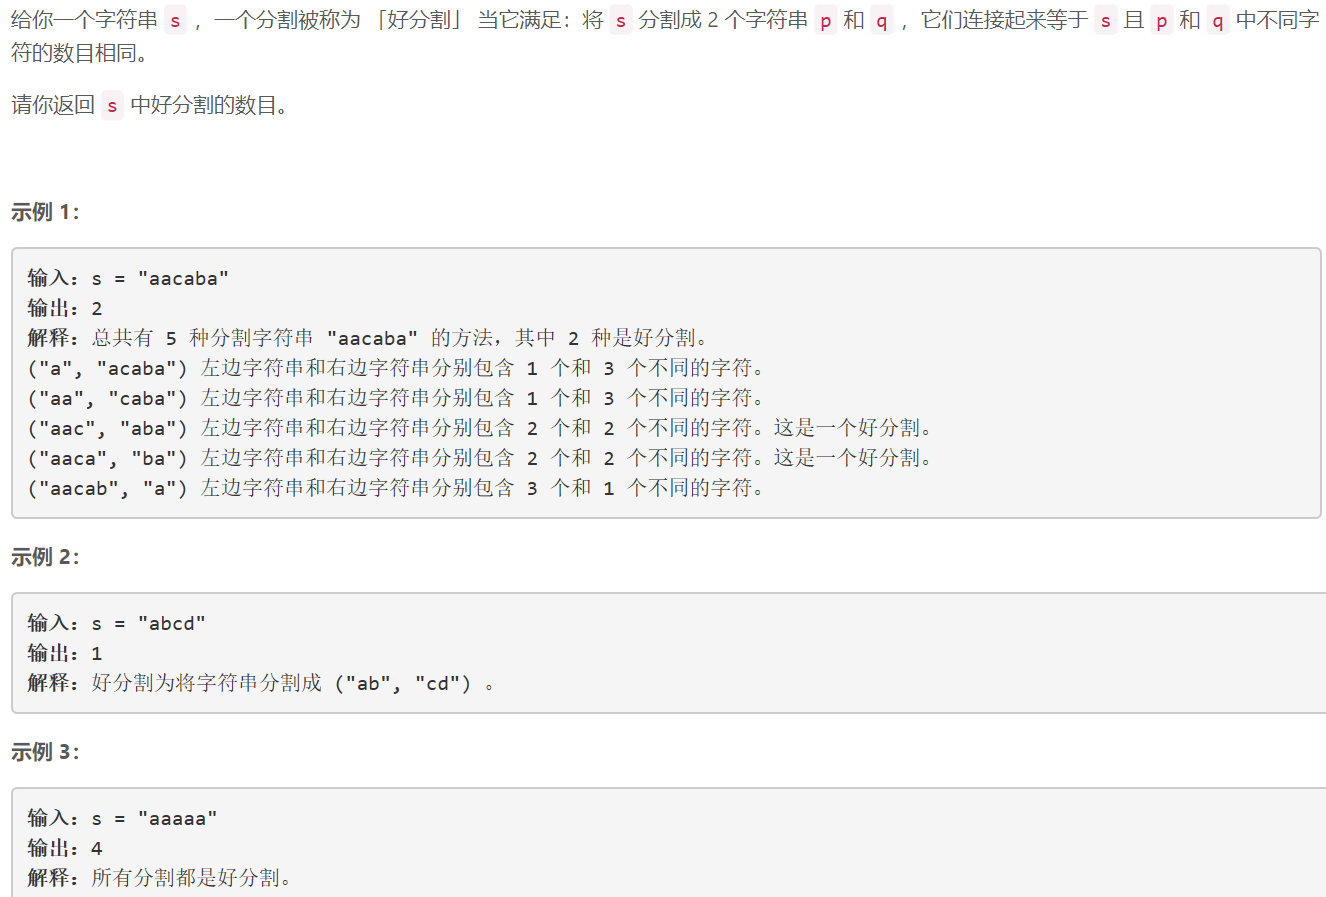 给你一个字符串 s ，一个分割被称为 「好分割」 当它满足：将 s 分割成 2 个字符串 p 和 q ，它们连接起来等于 s 且 p 和 q 中不同字
符的数目相同。
请你返回 s 中好分割的数目。
示例 1：
输入：s = "aacaba"
输出：2
解释：总共有 5 种分割字符串 "aacaba" 的方法，其中 2 种是好分割。
("a", "acaba") 左边字符串和右边字符串分别包含 1 个和 3 个不同的字符。
("aa", "caba") 左边字符串和右边字符串分别包含 1 个和 3 个不同的字符。
("aac", "aba") 左边字符串和右边字符串分别包含 2 个和 2 个不同的字符。这是一个好分割。
("aaca", "ba") 左边字符串和右边字符串分别包含 2 个和 2 个不同的字符。这是一个好分割。
("aacab", "a") 左边字符串和右边字符串分别包含 3 个和 1 个不同的字符。
示例 2：
输入：s = "abcd"
输出：1
解释：好分割为将字符串分割成 ("ab", "cd") 。
示例 3：
输入：s = "aaaaa"
输出：4
解释：所有分割都是好分割。